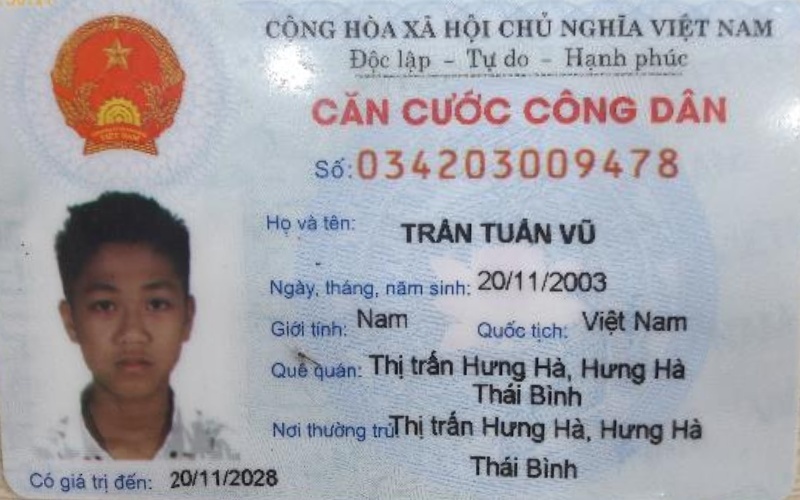 CỘNG HÒA XÃ HỘI CHỦ NGHĨA VIỆT NAM
Độc lập - Tự do - Hạnh phúc
CĂN CƯỚC CÔNG DÂN
Số: 034203009478
Họ và tên: TRẦN TUẤN VŨ
Ngày, tháng, năm sinh: 20/11/2003
Giới tính: Nam Quốc tịch: Việt Nam
Quê quán: Thị trấn Hưng Hà, Hưng Hà
Thái Bình
Nơi thường trú: Thị trấn Hưng Hà, Hưng Hà
Thái Bình
Có giá trị đến: 20/11/2028